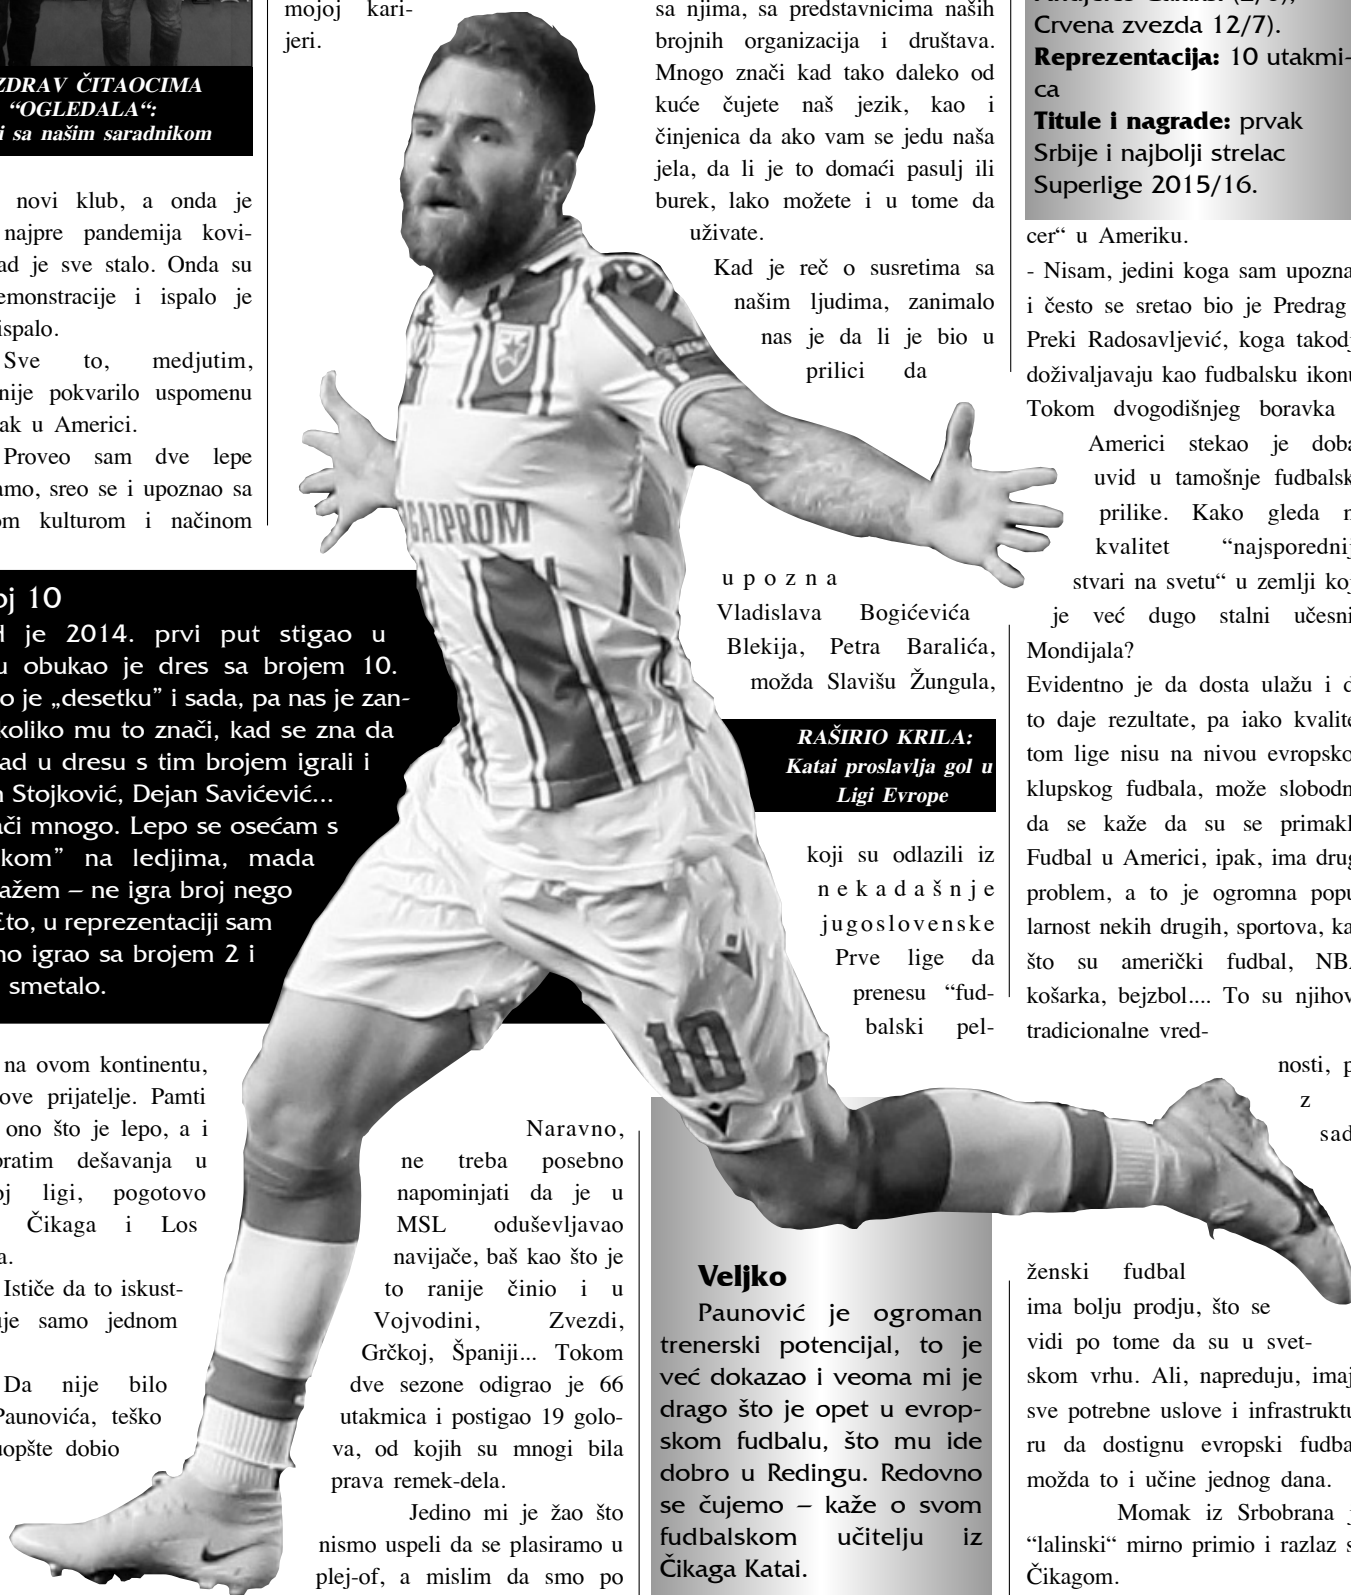 ZDRAV ČITAOCIMA
“OGLEDALA“:
i sa našim saradnikom
novi klub, a onda je
najpre pandemija kovi-
ad je sve stalo. Onda su
emonstracije i ispalo je
ispalo.
Sve to, medjutim,
nije pokvarilo uspomenu
ak u Americi.
Proveo sam dve lepe
amo, sreo se i upoznao sa
om kulturom i načinom
oj 10
je 2014. prvi put stigao u
u obukao je dres sa brojem 10.
o je „desetku” i sada, pa nas je zan-
koliko mu to znači, kad se zna da
ad u dresu s tim brojem igrali i
n Stojković, Dejan Savićević...
ači mnogo. Lepo se osećam s
kom” na ledjima, mada
ažem – ne igra broj nego
Eto, u reprezentaciji sam
no igrao sa brojem 2 i
smetalo.
na ovom kontinentu,
ove prijatelje. Pamti
ono što je lepo, a i
pratim dešavanja u
oj ligi, pogotovo
Čikaga i Los
a.
Ističe da to iskust-
uje samo jednom
Da nije bilo
Paunovića, teško
uopšte dobio
mojoj kari-
jeri.
GAZPROM
10
Naravno,
ne treba posebno
napominjati da je u
MSL oduševljavao
navijače, baš kao što je
to ranije činio i u
Vojvodini, Zvezdi,
Grčkoj, Španiji... Tokom
dve sezone odigrao je 66
utakmica i postigao 19 golo-
va, od kojih su mnogi bila
prava remek-dela.
Jedino mi je žao što
nismo uspeli da se plasiramo u
plej-of, a mislim da smo po
sa njima, sa predstavnicima naših
brojnih organizacija i društava.
Mnogo znači kad tako daleko od
kuće čujete naš jezik, kao i
činjenica da ako vam se jedu naša
jela, da li je to domaći pasulj ili
burek, lako možete i u tome da
uživate.
Kad je reč o susretima sa
našim ljudima, zanimalo
nas je da li je bio u
prilici da
upozna
Vladislava Bogićevića
Blekija, Petra Baralića,
možda Slavišu Žungula,
RAŠIRIO KRILA:
Katai proslavlja gol u
Ligi Evrope
koji su odlazili iz
nekadašnje
jugoslovenske
Prve lige da
prenesu “fud-
balski pel-
Veljko
Paunović je ogroman
trenerski potencijal, to je
već dokazao i veoma mi je
drago što je opet u evrop-
skom fudbalu, što mu ide
dobro u Redingu. Redovno
se čujemo – kaže o svom
fudbalskom učitelju iz
Čikaga Katai.
Crvena zvezda 12/7).
Reprezentacija: 10 utakmi-
ca
Titule i nagrade: prvak
Srbije i najbolji strelac
Superlige 2015/16.
cer“ u Ameriku.
- Nisam, jedini koga sam upozna
i često se sretao bio je Predrag
Preki Radosavljević, koga takodj
doživaljavaju kao fudbalsku ikonu
Tokom dvogodišnjeg boravka
Americi stekao je doba
uvid u tamošnje fudbalsk
prilike. Kako gleda n
kvalitet “najsporednij
stvari na svetu“ u zemlji koj
je već dugo stalni učesni
Mondijala?
Evidentno je da dosta ulažu i d
to daje rezultate, pa iako kvalite
tom lige nisu na nivou evropsko
klupskog fudbala, može slobodn
da se kaže da su se primakl
Fudbal u Americi, ipak, ima drug
problem, a to je ogromna popu
larnost nekih drugih, sportova, ka
što su američki fudbal, NBA
košarka, bejzbol.... To su njihov
tradicionalne vred-
nosti, p
z
sad
ženski fudbal
ima bolju prodju, što se
vidi po tome da su u svet-
skom vrhu. Ali, napreduju, imaj
sve potrebne uslove i infrastruktu
ru da dostignu evropski fudba
možda to i učine jednog dana.
Momak iz Srbobrana j
“lalinski“ mirno primio i razlaz s
Čikagom.